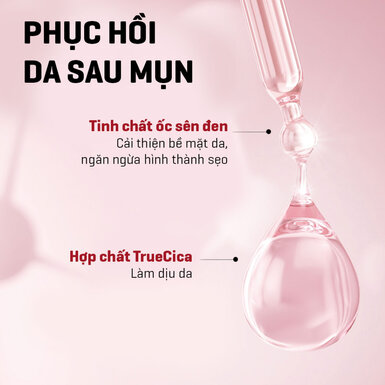 PHỤC HỒI
DA SAU MỤN
Tinh chất ốc sên đen
Cải thiện bề mặt da,
ngăn ngừa hình thành sẹo
Hợp chất TrueCica
Làm dịu da